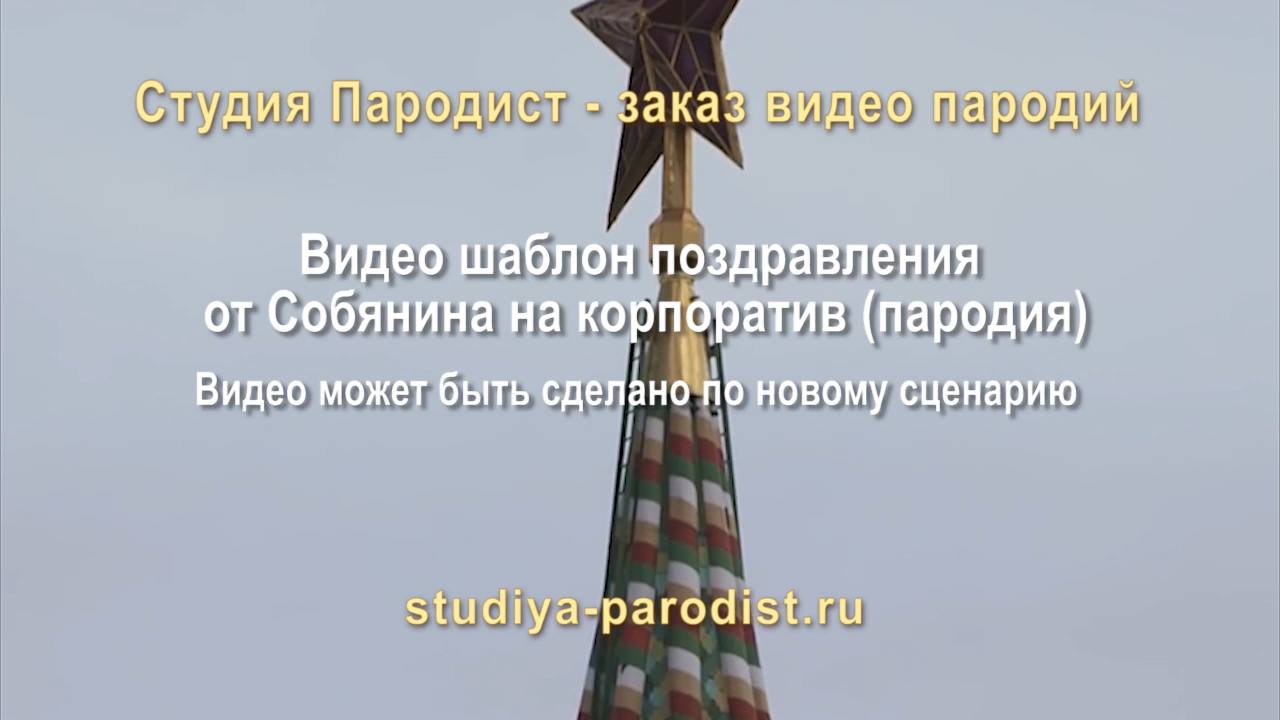 Студия Пародист - заказ видео пародий
Видео шаблон поздравления
от Собянина на корпоратив (пародия)
Видео может быть сделано по новому сценарию
studiya-parodist.ru